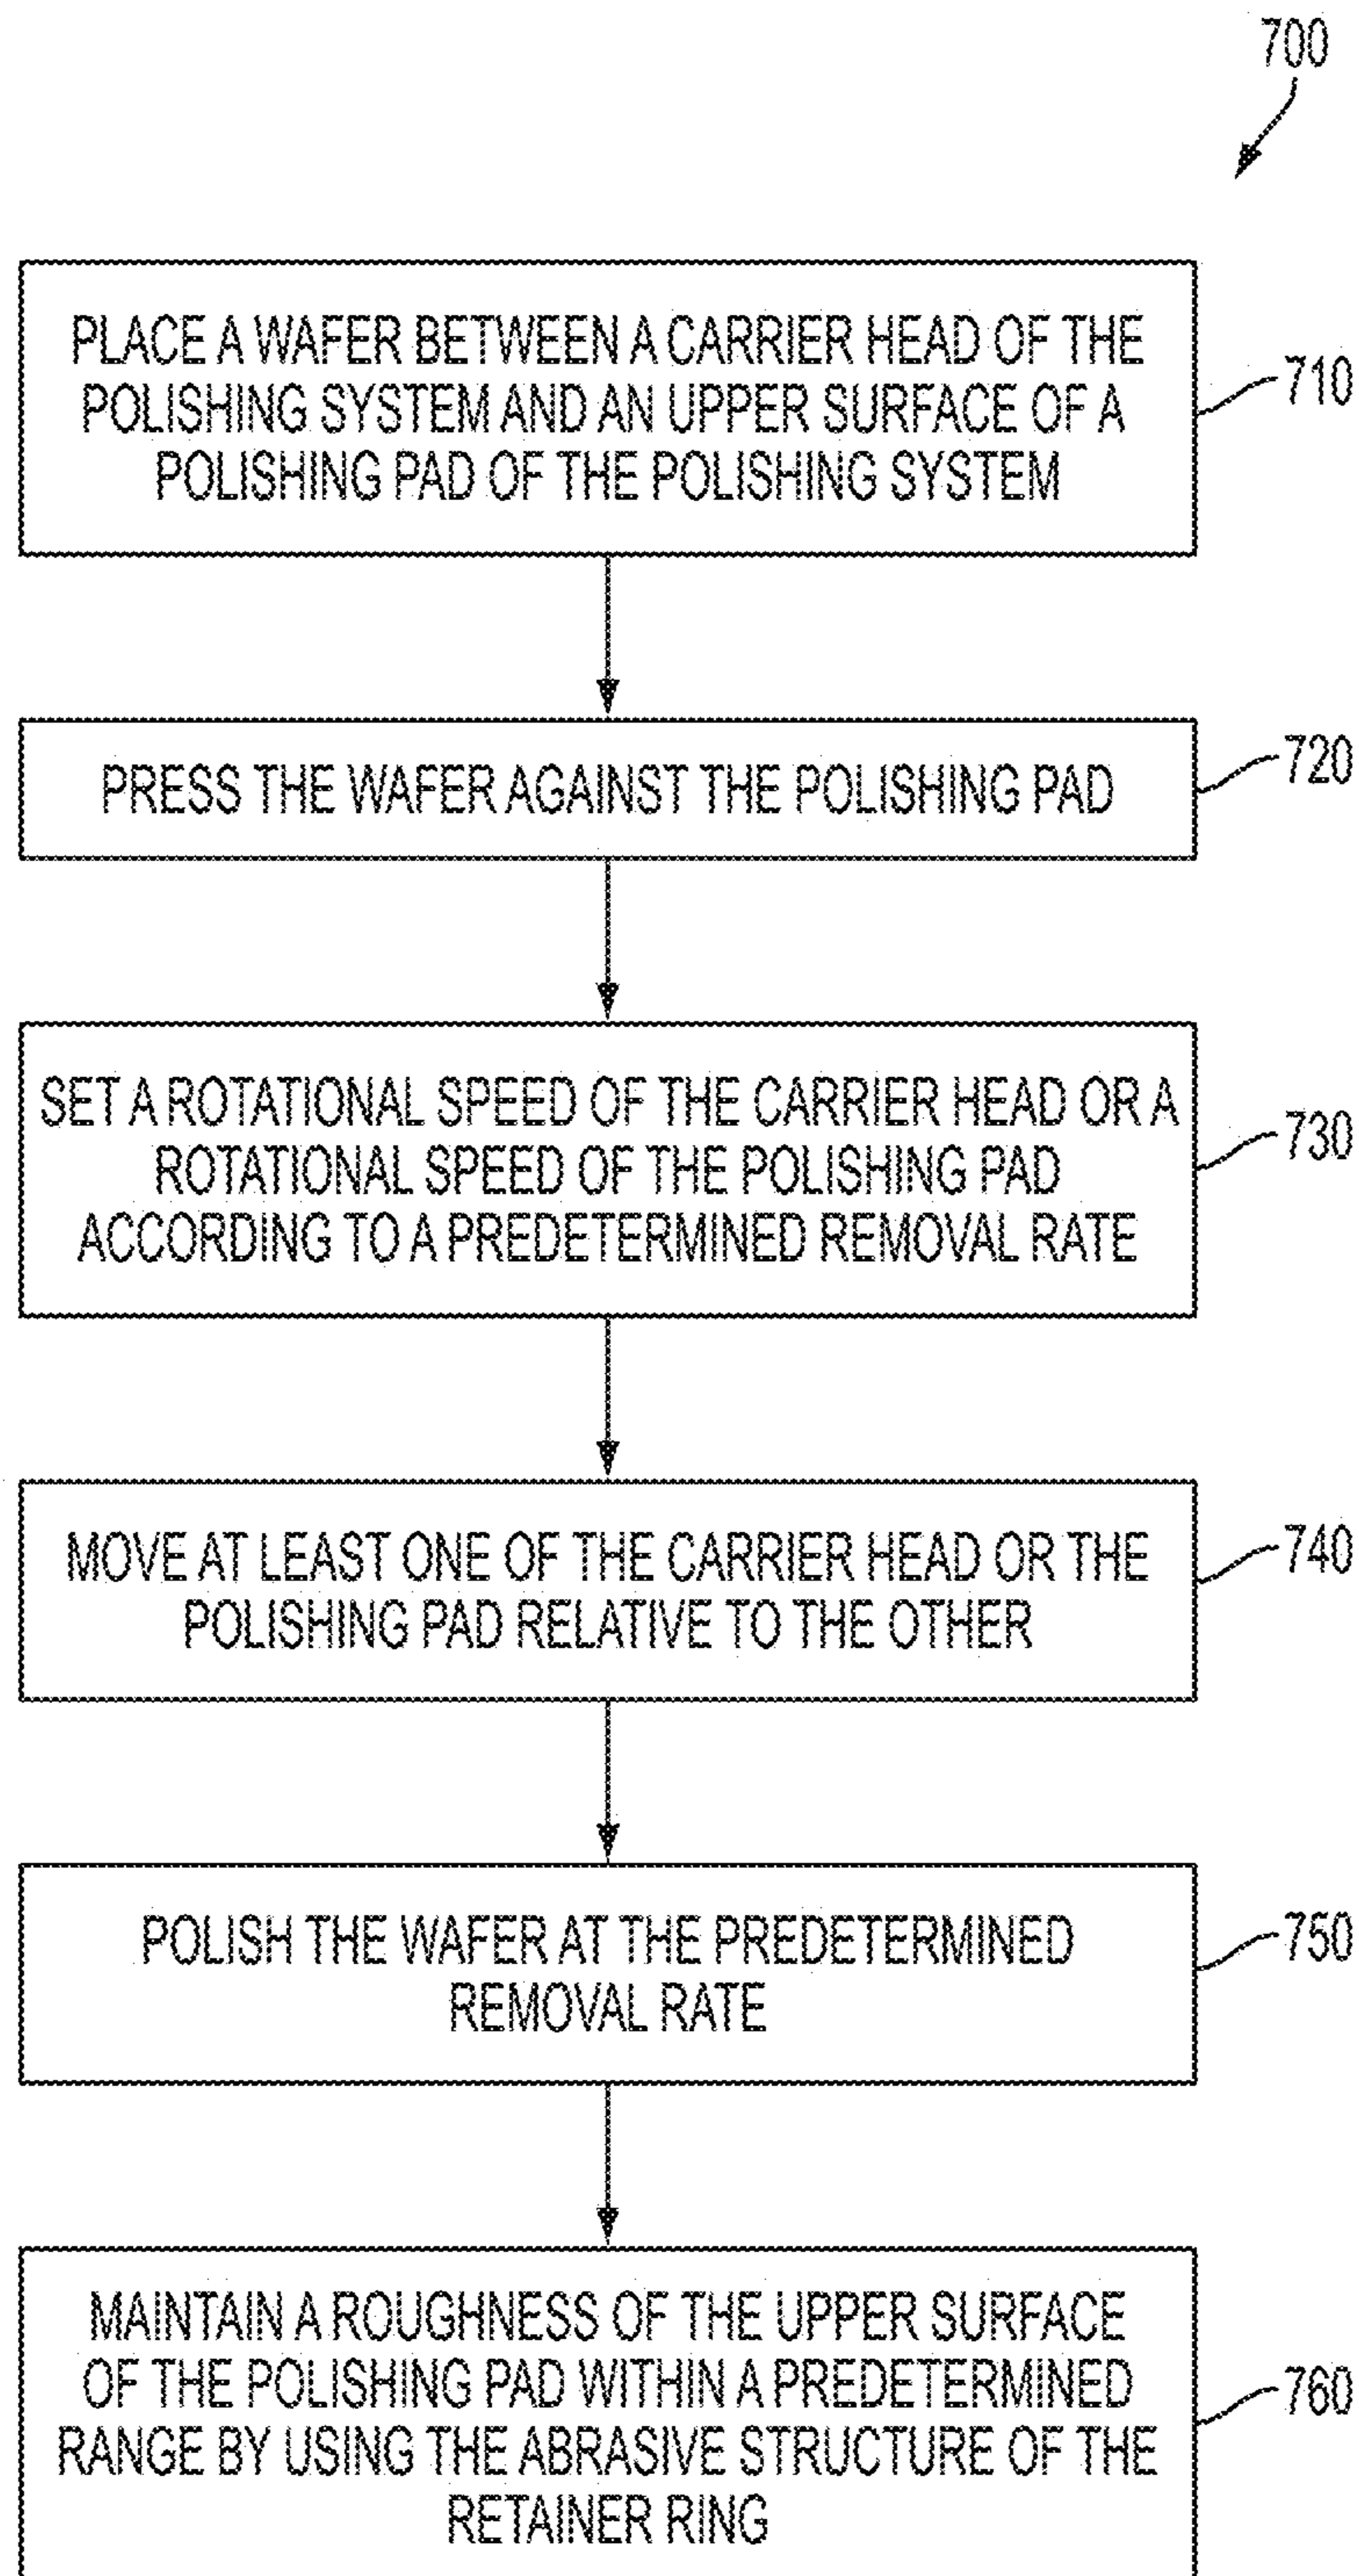 700
PLACE A WAFER BETWEEN A CARRIER HEAD OF THE
POLISHING SYSTEM AND AN UPPER SURFACE OF A
POLISHING PAD OF THE POLISHING SYSTEM
710
PRESS THE WAFER AGAINST THE POLISHING PAD
720
SET A ROTATIONAL SPEED OF THE CARRIER HEAD OR A
ROTATIONAL SPEED OF THE POLISHING PAD
ACCORDING TO A PREDETERMINED REMOVAL RATE
730
MOVE AT LEAST ONE OF THE CARRIER HEAD OR THE
POLISHING PAD RELATIVE TO THE OTHER
740
POLISH THE WAFER AT THE PREDETERMINED
REMOVAL RATE
750
MAINTAIN A ROUGHNESS OF THE UPPER SURFACE
OF THE POLISHING PAD WITHIN A PREDETERMINED
RANGE BY USING THE ABRASIVE STRUCTURE OF THE
RETAINER RING
760